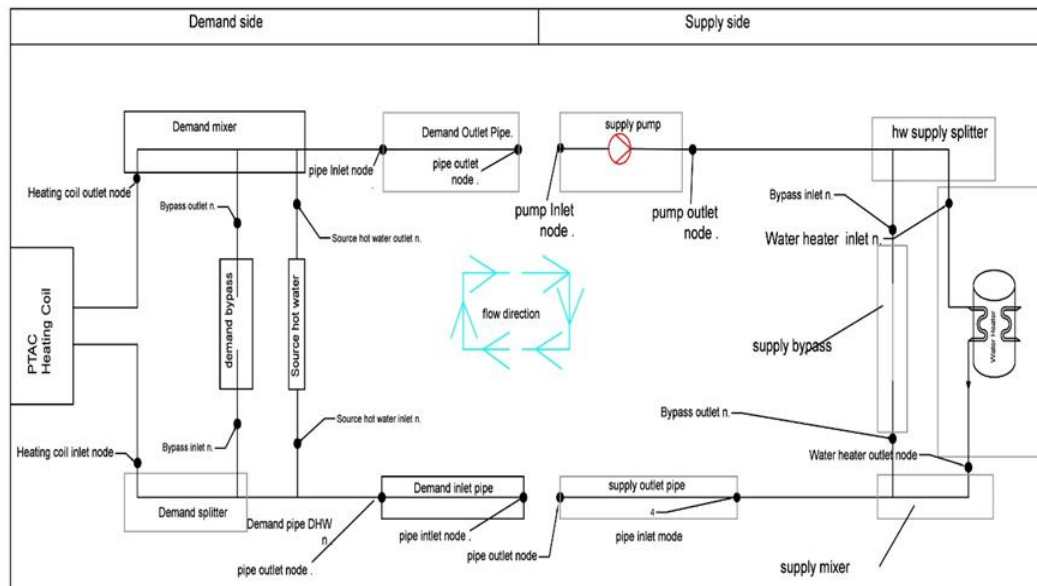 Demand side
Supply side
Demand mixer
Demand Outlet Pipe.
supply pump
hw supply splitter
pipe Inlet node
.
pipe outlet
node .
Heating coil outlet node
Bypass outlet n.
pump Inlet
node .
pump outlet
node .
Bypass inlet n.
Source hot water outlet n.
Water heater inlet n.
PTAC
Heating Coil
demand bypass
Source hot water
flow direction
Water Heater
supply bypass
Source hot water inlet n.
Bypass outlet n.
Heating coil inlet node
Bypass inlet n.
Water heater outlet node
Demand inlet pipe
supply outlet pipe
Demand splitter
Demand pipe DHW
n .
4
pipe intlet node .
pipe inlet mode
pipe outlet node .
pipe outlet node .
supply mixer